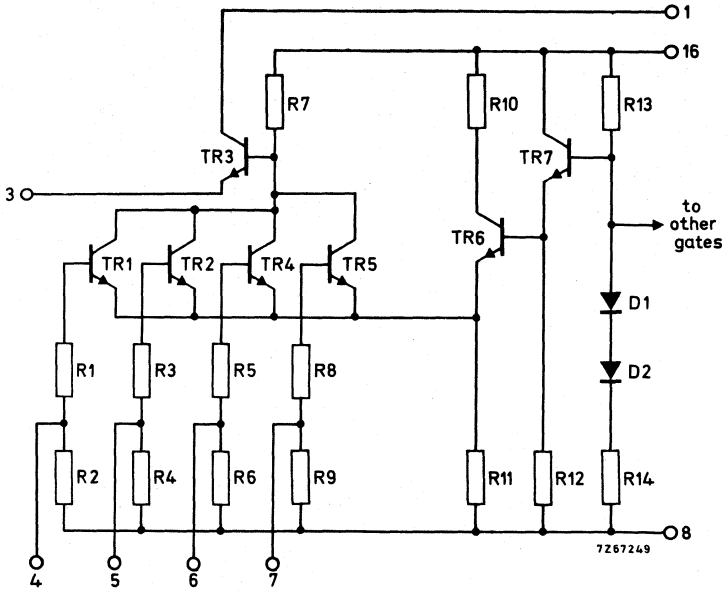 1
16
R7
R10
R13
TR3
TR7
3
to
other
gates
TR6
TR1
TR2
TR4
TR5
D1
R1
R3
R5
R8
D2
R2
R4
R6
R9
R11
R12
R14
8
7Z67249
4
5
6
7